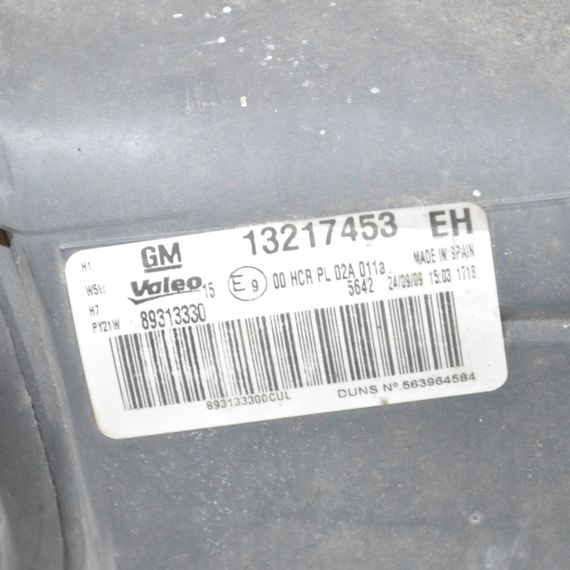 GM 13217453 EH
H1
W5W Valeo 15 E9 00 HCR PL 02A 011a MADE IN SPAIN
5642 24/09/09 15:03 1718
H7
PY21W 89313330
893133300CUL DUNS Nº 563964584